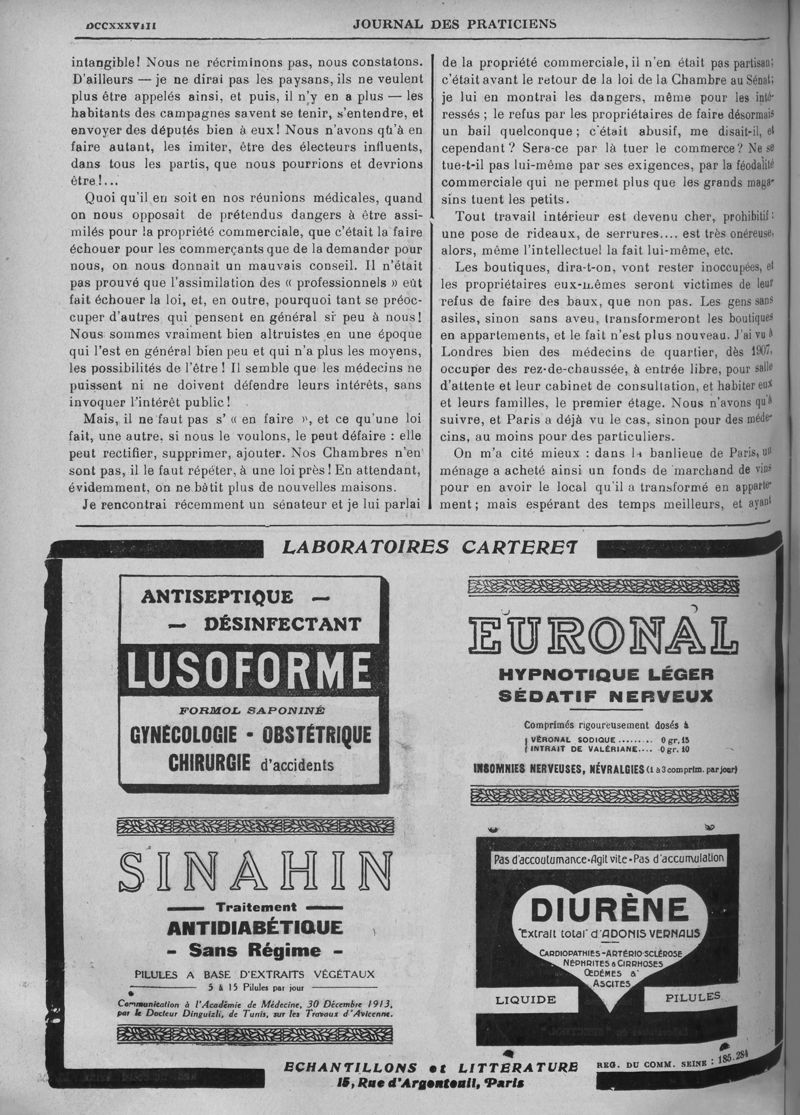 DCCXXXVIII
JOURNAL DES PRATICIENS
intangible! Nous ne récriminons pas, nous constatons.
D'ailleurs — je ne dirai pas les paysans, ils ne veulent
plus être appelés ainsi, et puis, il n'y en a plus — les
habitants des campagnes savent se tenir, s'entendre, et
envoyer des députés bien à eux! Nous n'avons qu'à en
faire autant, les imiter, être des électeurs influents,
dans tous les partis, que nous pourrions et devrions
être!...
Quoi qu'il en soit en nos réunions médicales, quand
on nous opposait de prétendus dangers à être assi-
milés pour la propriété commerciale, que c'était la faire
échouer pour les commerçants que de la demander pour
nous, on nous donnait un mauvais conseil. Il n'était
pas prouvé que l'assimilation des « professionnels » eût
fait échouer la loi, et, en outre, pourquoi tant se préoc-
cuper d'autres qui pensent en général si peu à nous!
Nous sommes vraiment bien altruistes en une époque
qui l'est en général bien peu et qui n'a plus les moyens,
les possibilités de l'être ! Il semble que les médecins ne
puissent ni ne doivent défendre leurs intérêts, sans
invoquer l'intérêt public!
Mais, il ne faut pas s' « en faire », et ce qu'une loi
fait, une autre, si nous le voulons, le peut défaire : elle
peut rectifier, supprimer, ajouter. Nos Chambres n'en
sont pas, il le faut répéter, à une loi près! En attendant,
évidemment, on ne bâtit plus de nouvelles maisons.
Je rencontrai récemment un sénateur et je lui parlai
de la propriété commerciale, il n'en était pas partisan;
c'était avant le retour de la loi de la Chambre au Sénat;
je lui en montrai les dangers, même pour les inté-
ressés ; le refus par les propriétaires de faire désormais
un bail quelconque ; c'était abusif, me disait-il, et
cependant? Sera-ce par là tuer le commerce? Ne se
tue-t-il pas lui-même par ses exigences, par la féodalité
commerciale qui ne permet plus que les grands maga-
sins tuent les petits.
Tout travail intérieur est devenu cher, prohibitif :
une pose de rideaux, de serrures.... est très onéreuse,
alors, même l'intellectuel la fait lui-même, etc.
Les boutiques, dira-t-on, vont rester inoccupées, et
les propriétaires eux-mêmes seront victimes de leur
refus de faire des baux, que non pas. Les gens sans
asiles, sinon sans aveu, transformeront les boutiques
en appartements, et le fait n'est plus nouveau. J'ai vu à
Londres bien des médecins de quartier, dès 1907,
occuper des rez-de-chaussée, à entrée libre, pour salle
d'attente et leur cabinet de consultation, et habiter eux
et leurs familles, le premier étage. Nous n'avons qu'à
suivre, et Paris a déjà vu le cas, sinon pour des méde-
cins, au moins pour des particuliers.
On m'a cité mieux : dans la banlieue de Paris, un
ménage a acheté ainsi un fonds de marchand de vins
pour en avoir le local qu'il a transformé en apparte-
ment ; mais espérant des temps meilleurs, et ayant
LABORATOIRES CARTERET
ANTISEPTIQUE —
— DÉSINFECTANT
LUSOFORME
FORMOL SAPONINÉ
GYNÉCOLOGIE - OBSTÉTRIQUE
CHIRURGIE d'accidents
EURONAL
HYPNOTIQUE LÉGER
SÉDATIF NERVEUX
Comprimés rigoureusement dosés à
VÉRONAL SODIQUE......... 0 gr, 15
INTRAIT DE VALÉRIANE.... 0 gr. 10
INSOMNIES NERVEUSES, NÉVRALGIES (1 à 3 comprim. par jour)
SINAHIN
Traitement
ANTIDIABÉTIQUE
- Sans Régime -
PILULES A BASE D'EXTRAITS VÉGÉTAUX
5 à 15 Pilules par jour
Communication à l'Académie de Médecine, 30 Décembre 1913,
par le Docteur Dinguizli, de Tunis, sur les Travaux d'Avicenne.
Pas d'accoutumance-Agit vite-Pas d'accumulation
DIURÈNE
"Extrait total" d'ADONIS VERNALIS
CARDIOPATHIES-ARTÉRIO-SCLÉROSE
NÉPHRITES & CIRRHOSES
ŒDÈMES &
ASCITES
LIQUIDE
PILULES
ECHANTILLONS et LITTÉRATURE
15, Rue d'Argenteuil, Paris
REG. DU COMM. SEINE : 185.284